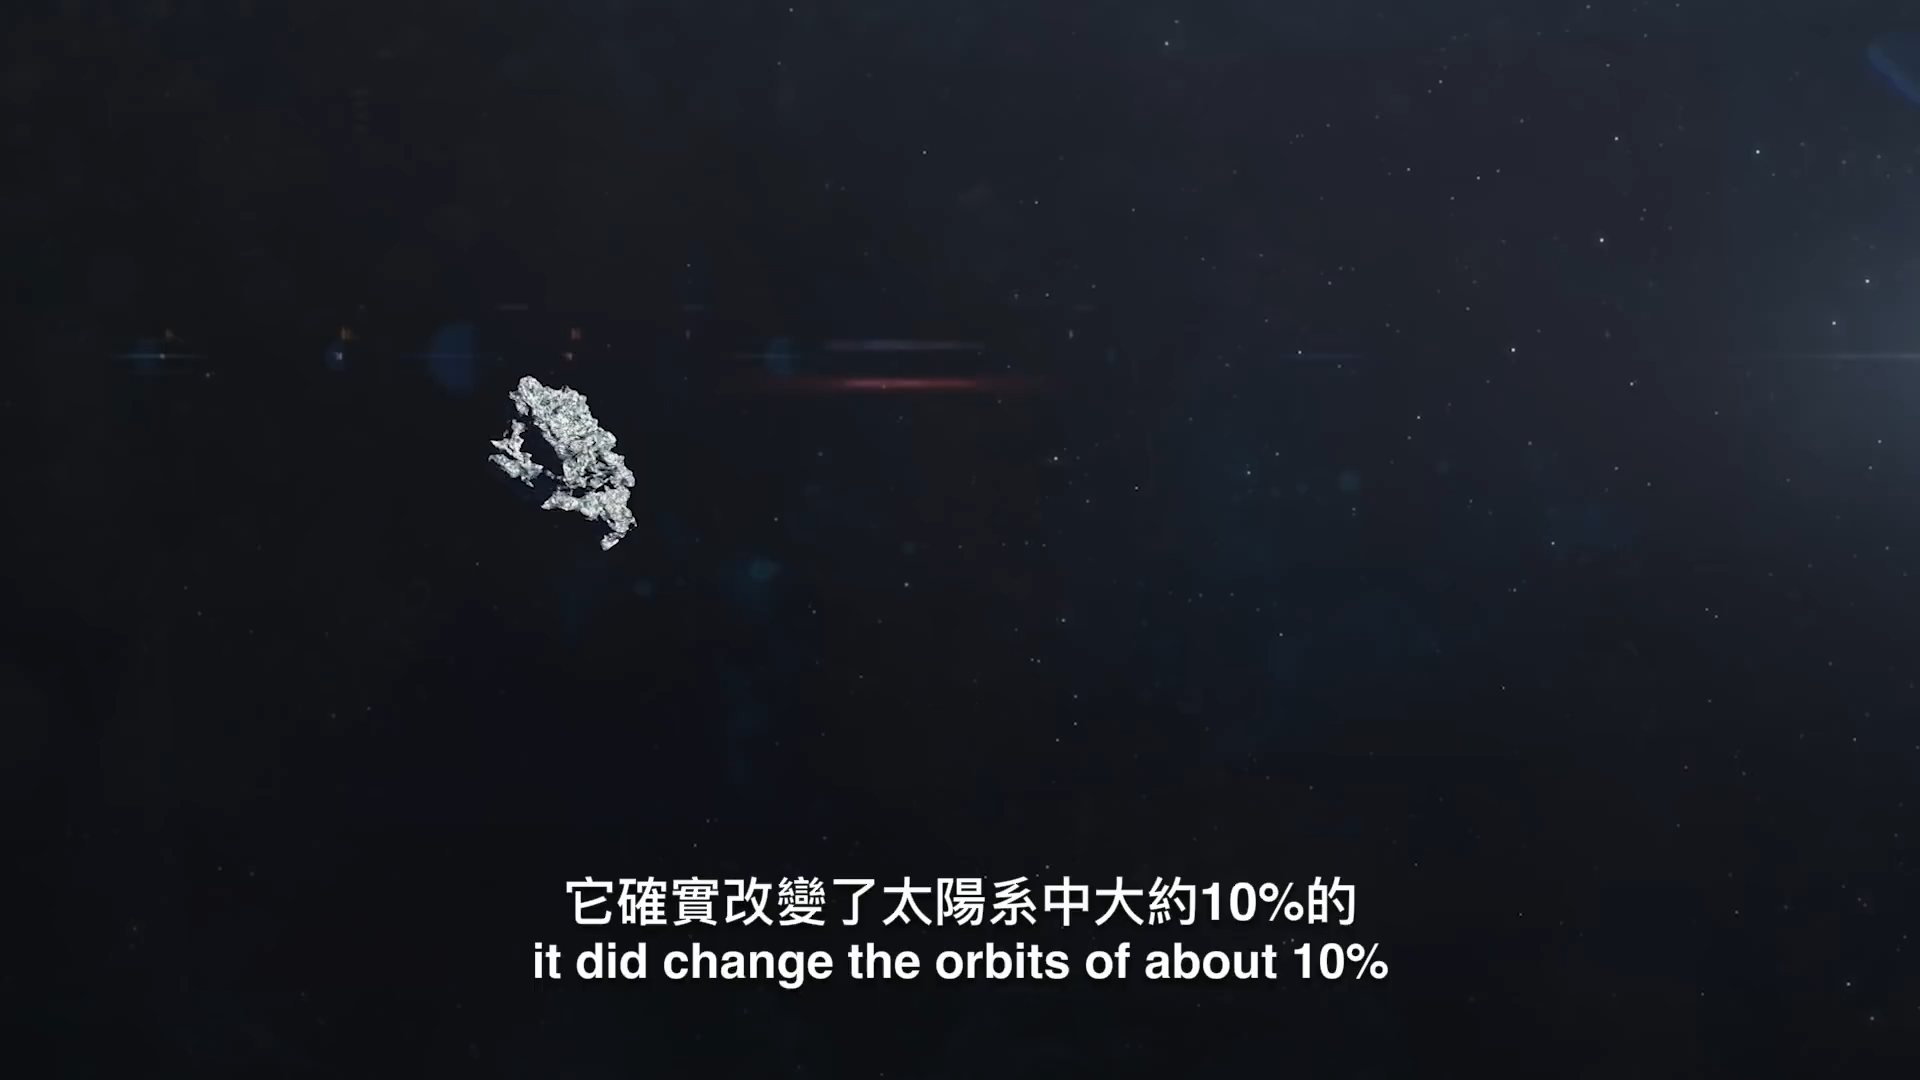 它確實改變了太陽系中大約10%的
it did change the orbits of about 10%